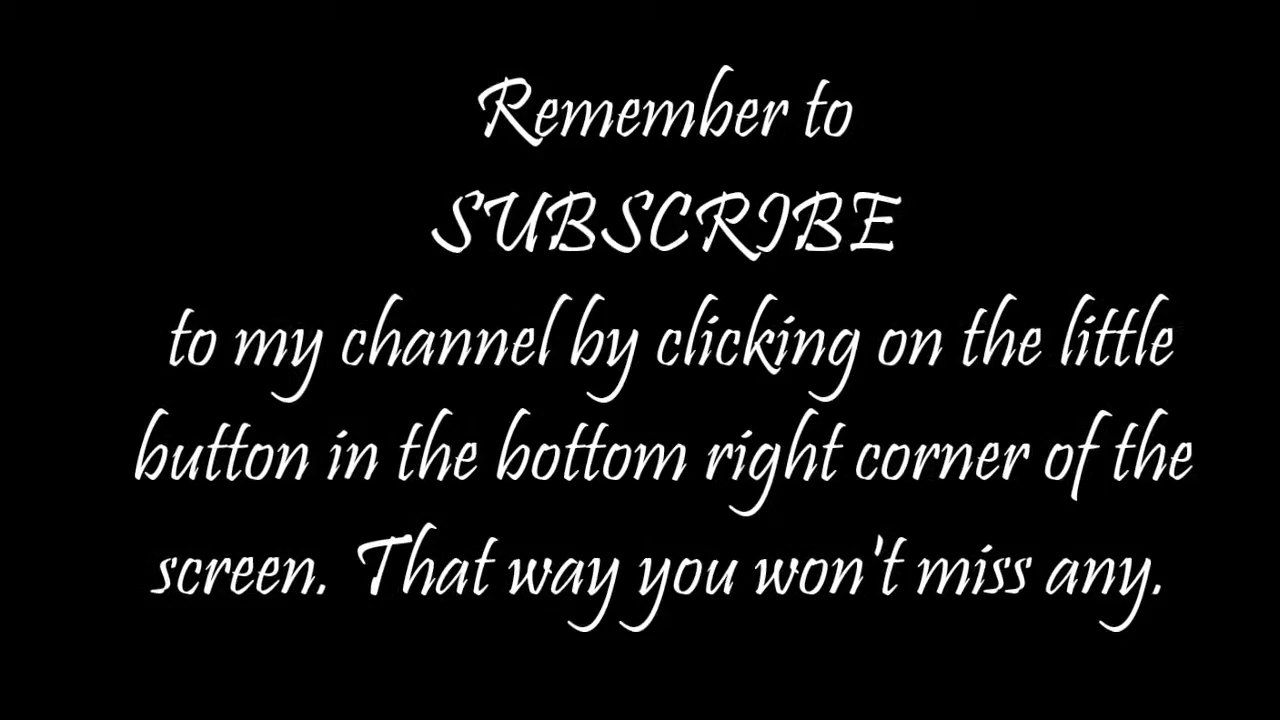 Remember to
SUBSCRIBE
to my channel by clicking on the little
button in the bottom right corner of the
screen. That way you won't miss any.